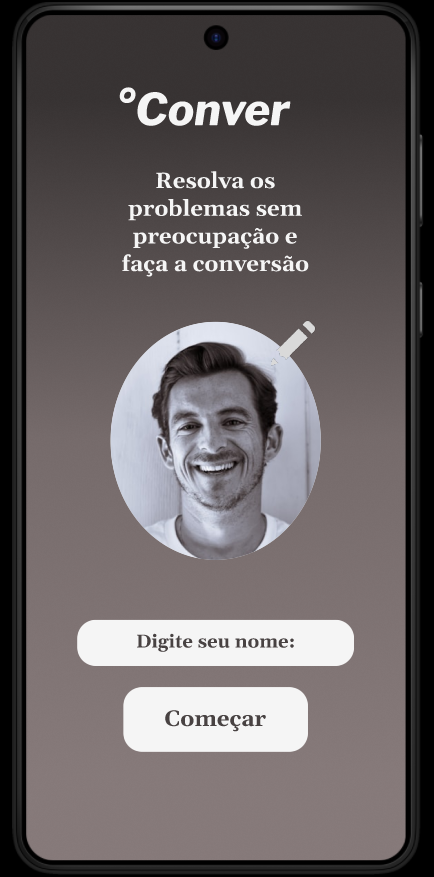 °Conver
Resolva os
problemas sem
preocupação e
faça a conversão
Digite seu nome:
Começar